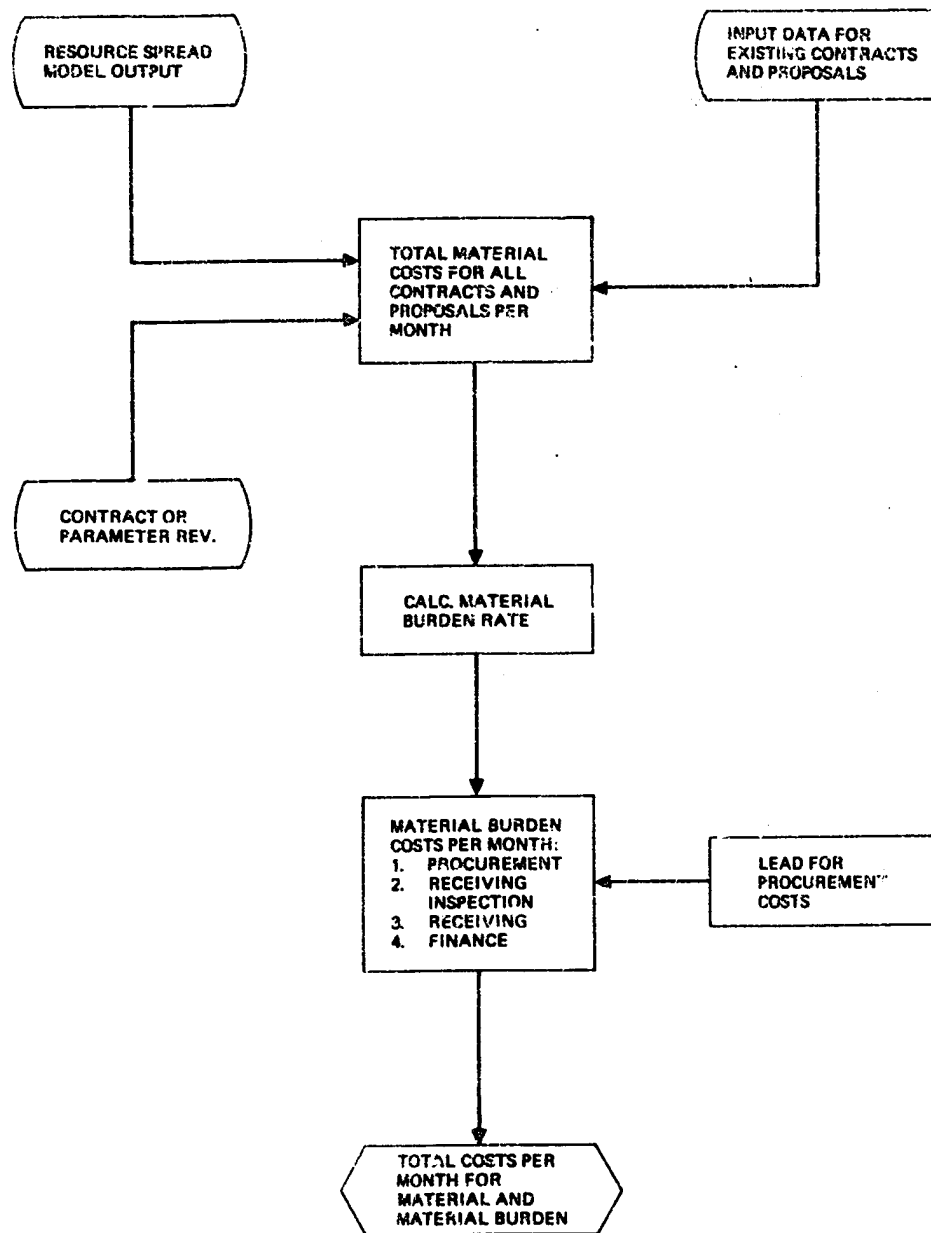 RESOURCE SPREAD
MODEL OUTPUT
INPUT DATA FOR
EXISTING CONTRACTS
AND PROPOSALS
TOTAL MATERIAL
COSTS FOR ALL
CONTRACTS AND
PROPOSALS PER
MONTH
CONTRACT OR
PARAMETER REV.
CALC. MATERIAL
BURDEN RATE
MATERIAL BURDEN
COSTS PER MONTH:
1. PROCUREMENT
2. RECEIVING
INSPECTION
3. RECEIVING
4. FINANCE
LEAD FOR
PROCUREMENT
COSTS
TOTAL COSTS PER
MONTH FOR
MATERIAL AND
MATERIAL BURDEN